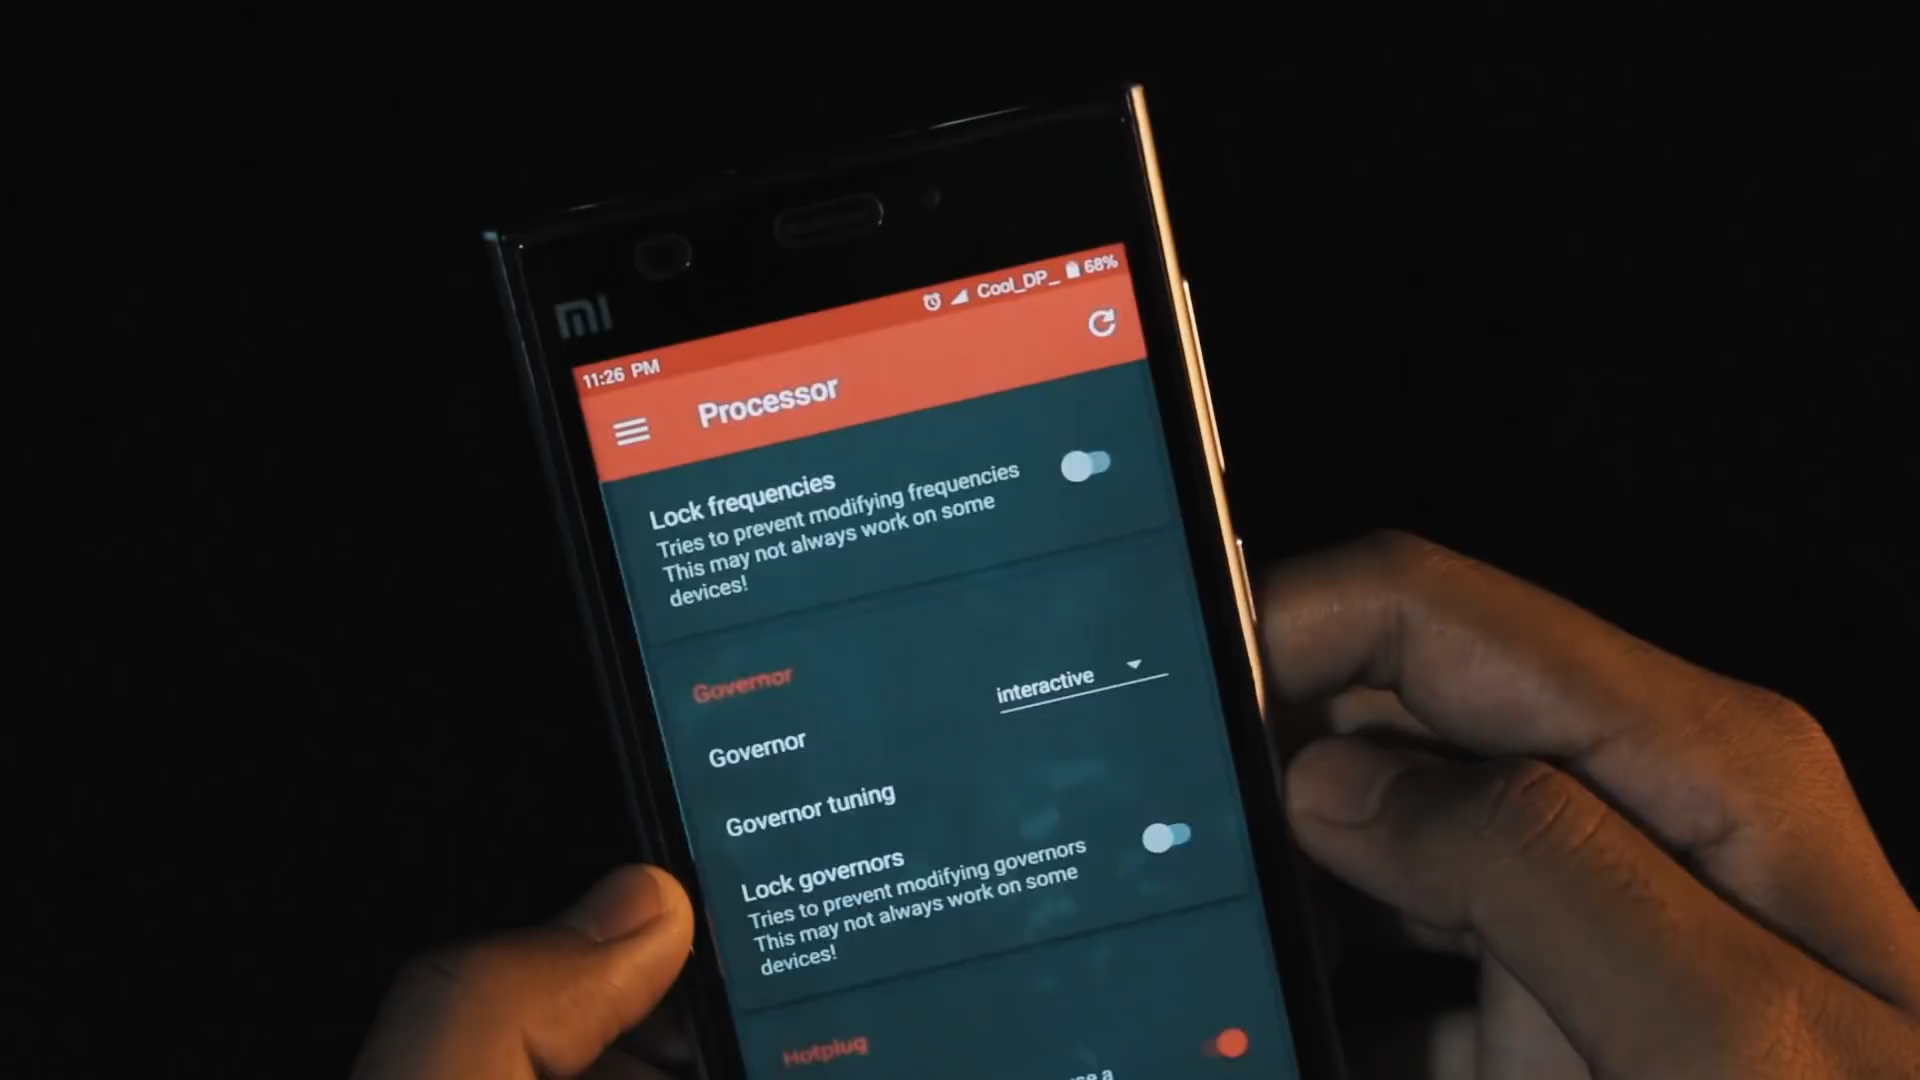 mi
11:26 PM
Cool_DP_ 68%
Processor
Lock frequencies
Tries to prevent modifying frequencies
This may not always work on some
devices!
Governor
interactive
Governor
Governor tuning
Lock governors
Tries to prevent modifying governors
This may not always work on some
devices!
Hotplug